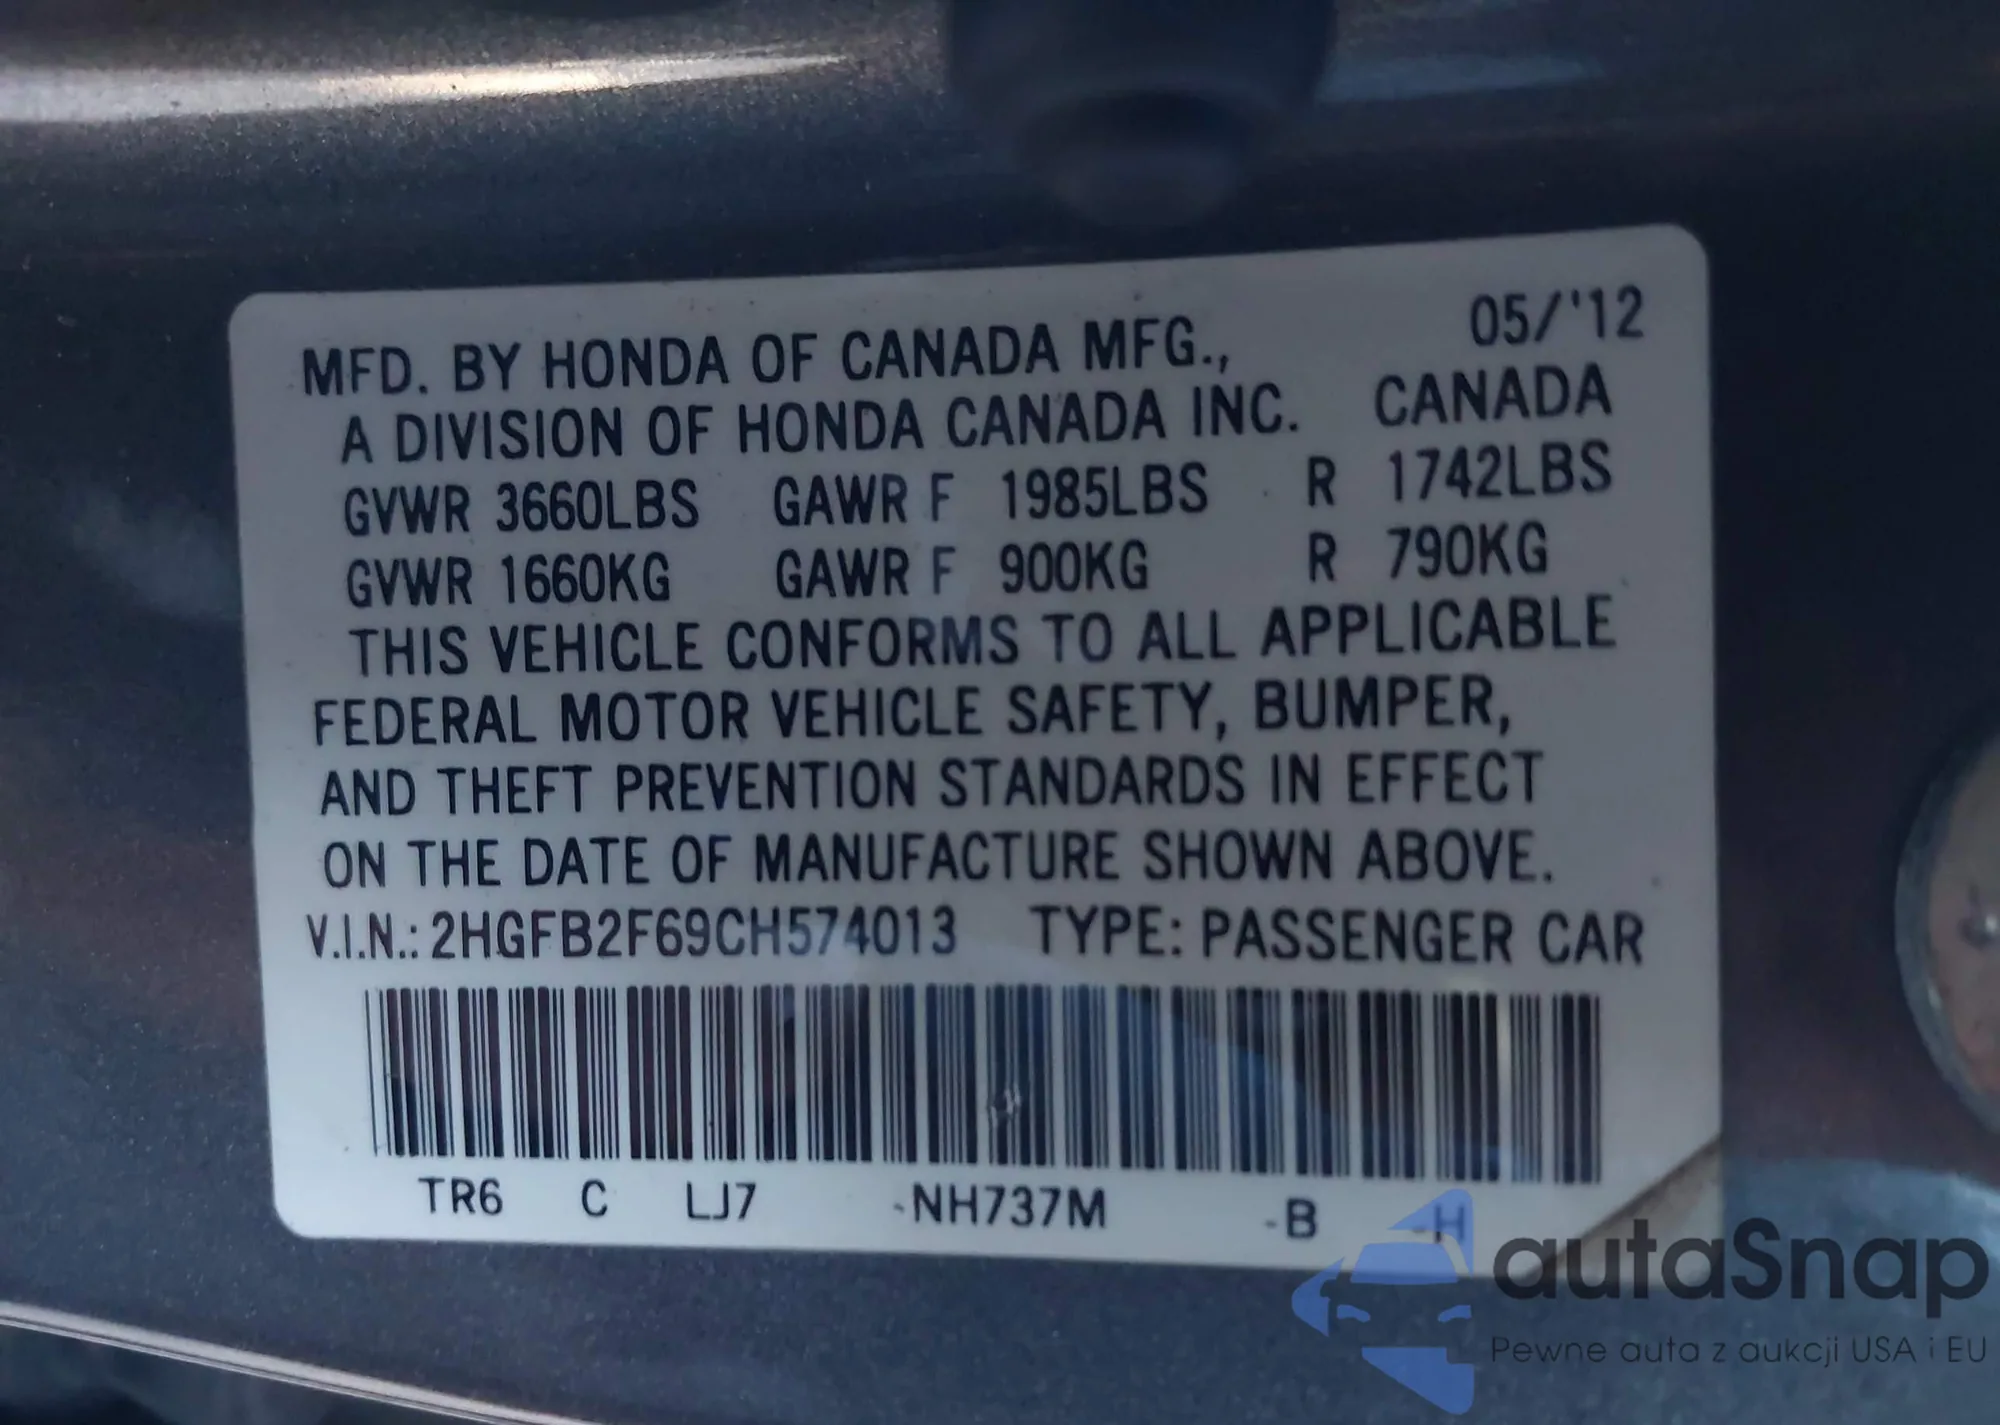 MFD. BY HONDA OF CANADA MFG., 05/'12
A DIVISION OF HONDA CANADA INC. CANADA
GVWR 3660LBS GAWR F 1985LBS R 1742LBS
GVWR 1660KG GAWR F 900KG R 790KG
THIS VEHICLE CONFORMS TO ALL APPLICABLE
FEDERAL MOTOR VEHICLE SAFETY, BUMPER,
AND THEFT PREVENTION STANDARDS IN EFFECT
ON THE DATE OF MANUFACTURE SHOWN ABOVE.
V.I.N.: 2HGFB2F69CH574013 TYPE: PASSENGER CAR
TR6 C LJ7 -NH737M -B -H
autaSnap
Pewne auta z aukcji USA i EU